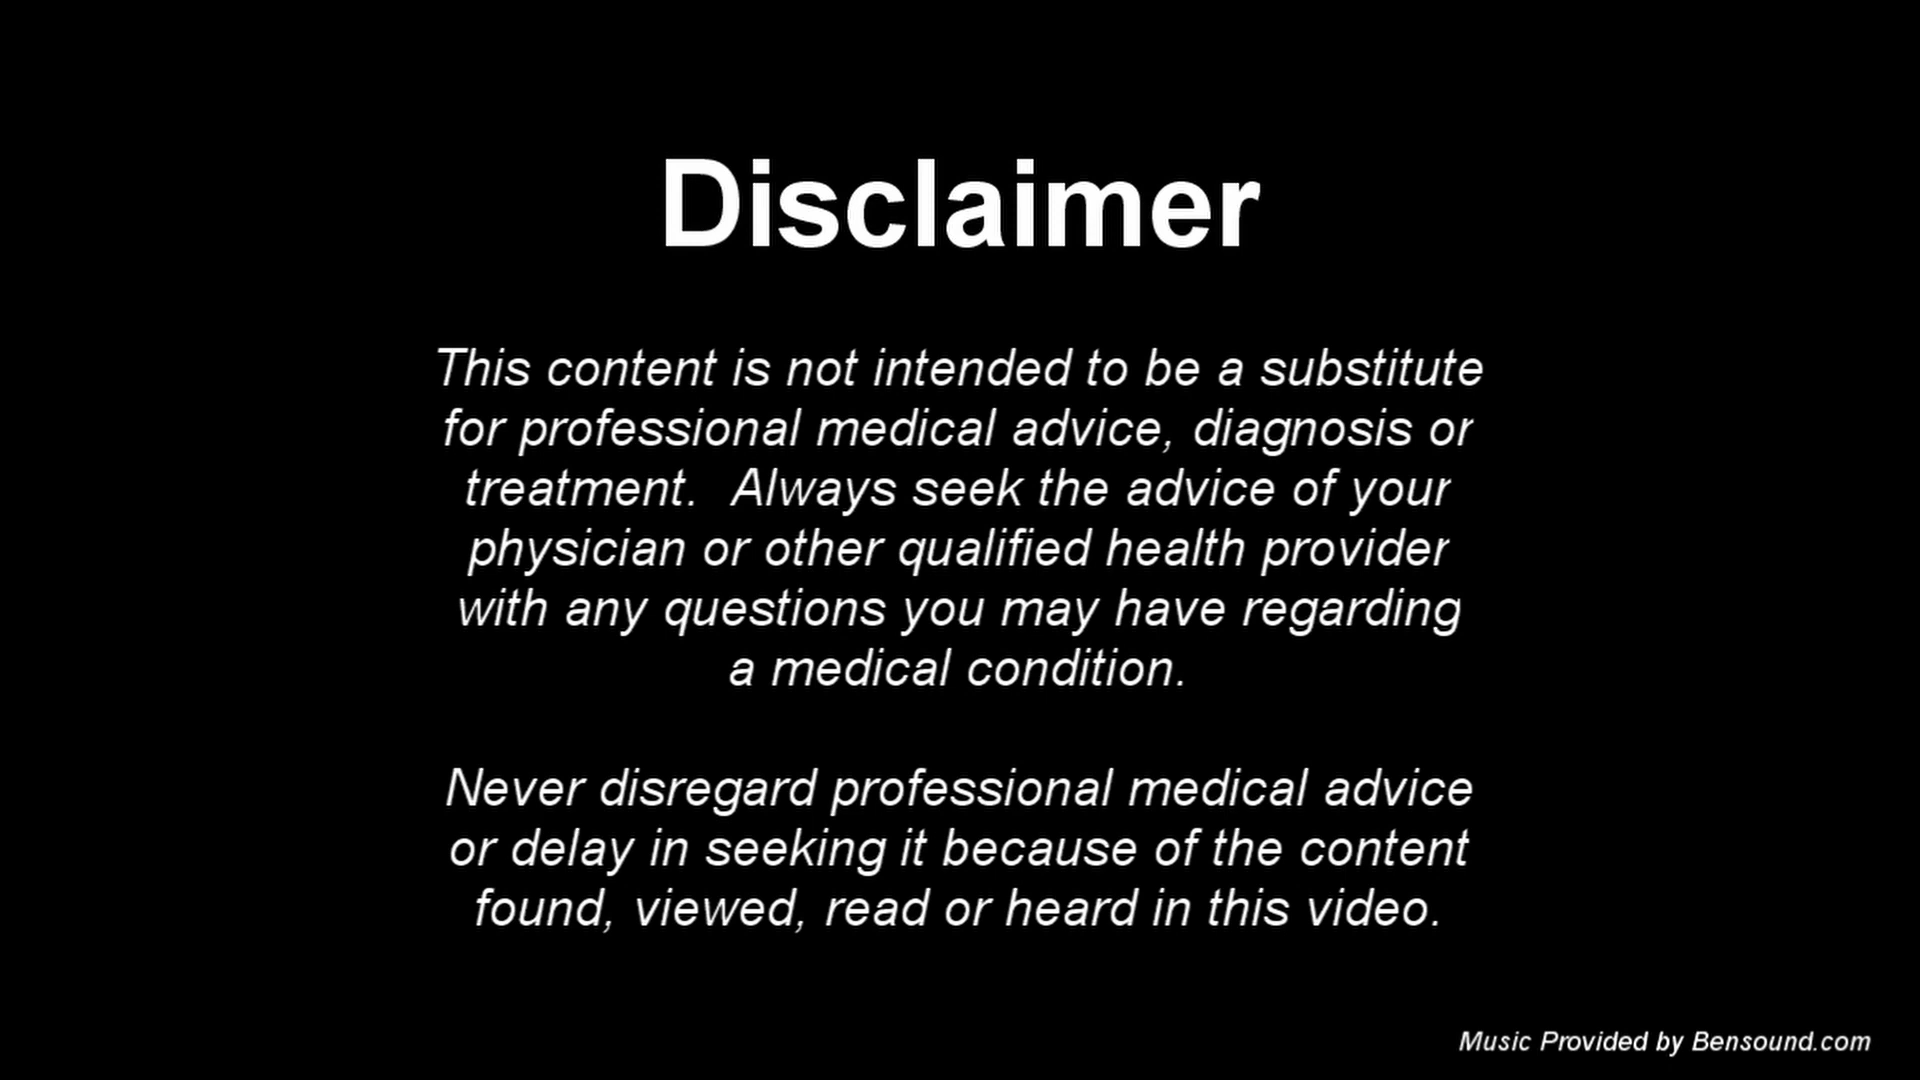 Disclaimer
This content is not intended to be a substitute
for professional medical advice, diagnosis or
treatment.  Always seek the advice of your
physician or other qualified health provider
with any questions you may have regarding
a medical condition.
Never disregard professional medical advice
or delay in seeking it because of the content
found, viewed, read or heard in this video.
Music Provided by Bensound.com